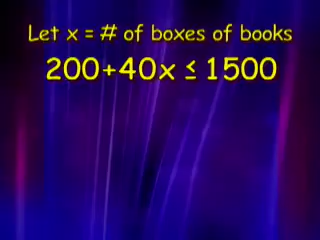 Let x = # of boxes of books
200+40x ≤ 1500